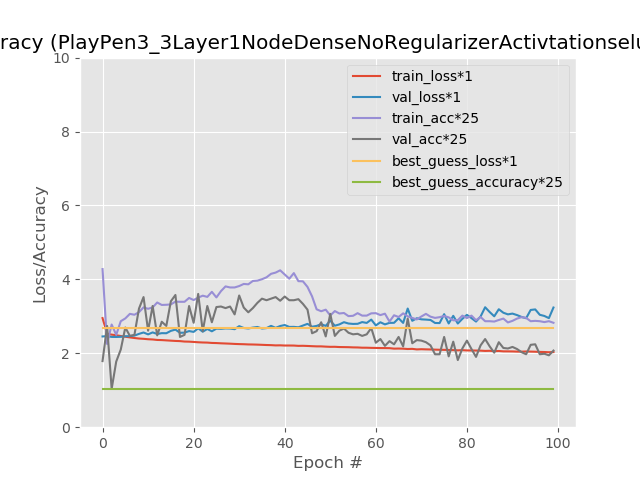 racy (PlayPen3_3Layer1NodeDenseNoRegularizerActivtationselu
10
8
6
4
2
0
Loss/Accuracy
train_loss*1
val_loss*1
train_acc*25
val_acc*25
best_guess_loss*1
best_guess_accuracy*25
0 20 40 60 80 100
Epoch #